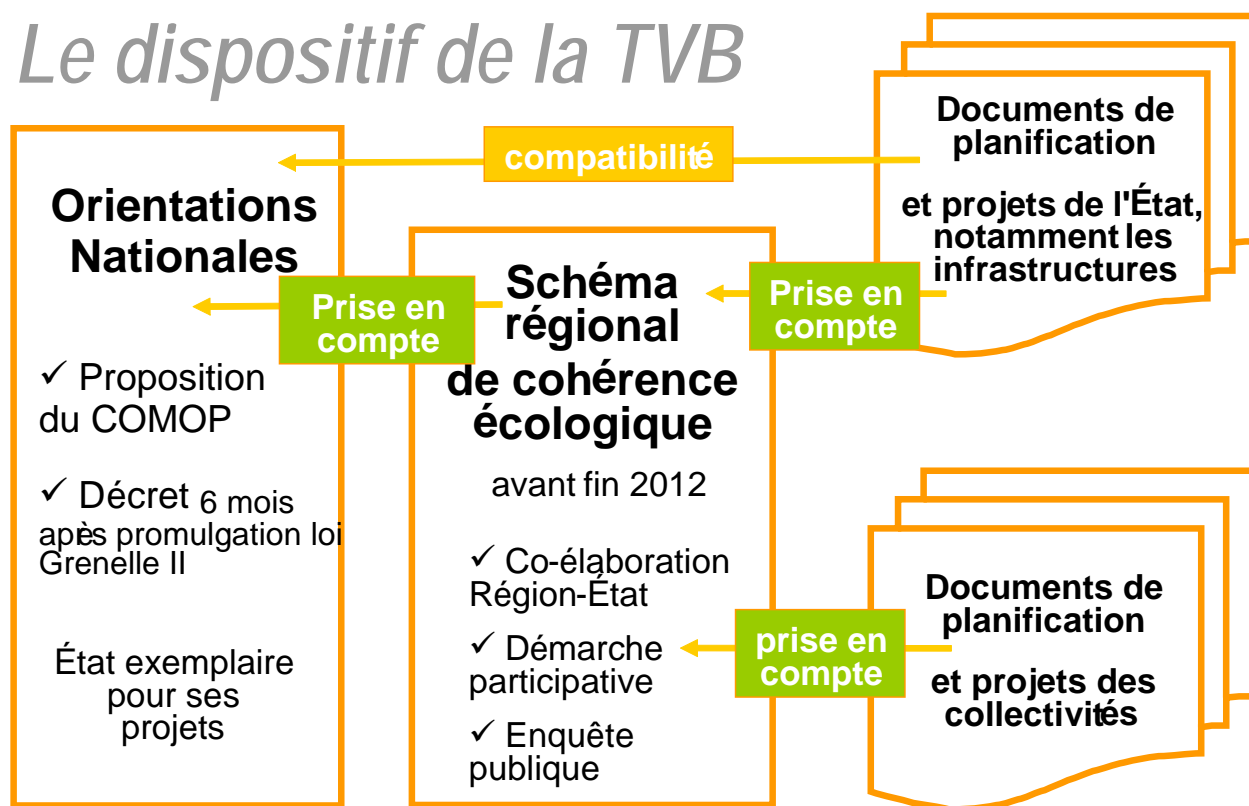 Le dispositif de la TVB
Orientations
Nationales
✓ Proposition
du COMOP
✓ Décret 6 mois
après promulgation loi
Grenelle II
État exemplaire
pour ses
projets
compatibilité
Prise en
compte
Schéma
régional
de cohérence
écologique
avant fin 2012
✓ Co-élaboration
Région-État
✓ Démarche
participative
✓ Enquête
publique
Prise en
compte
Documents de
planification
et projets de l'État,
notamment les
infrastructures
prise en
compte
Documents de
planification
et projets des
collectivités